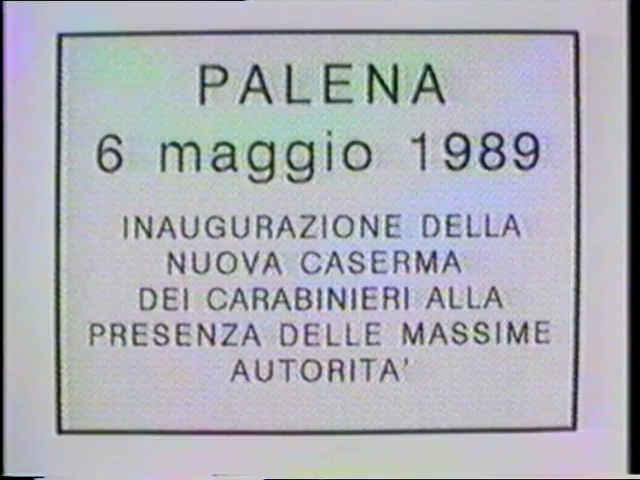 PALENA
6 maggio 1989
INAUGURAZIONE DELLA
NUOVA CASERMA
DEI CARABINIERI ALLA
PRESENZA DELLE MASSIME
AUTORITA'